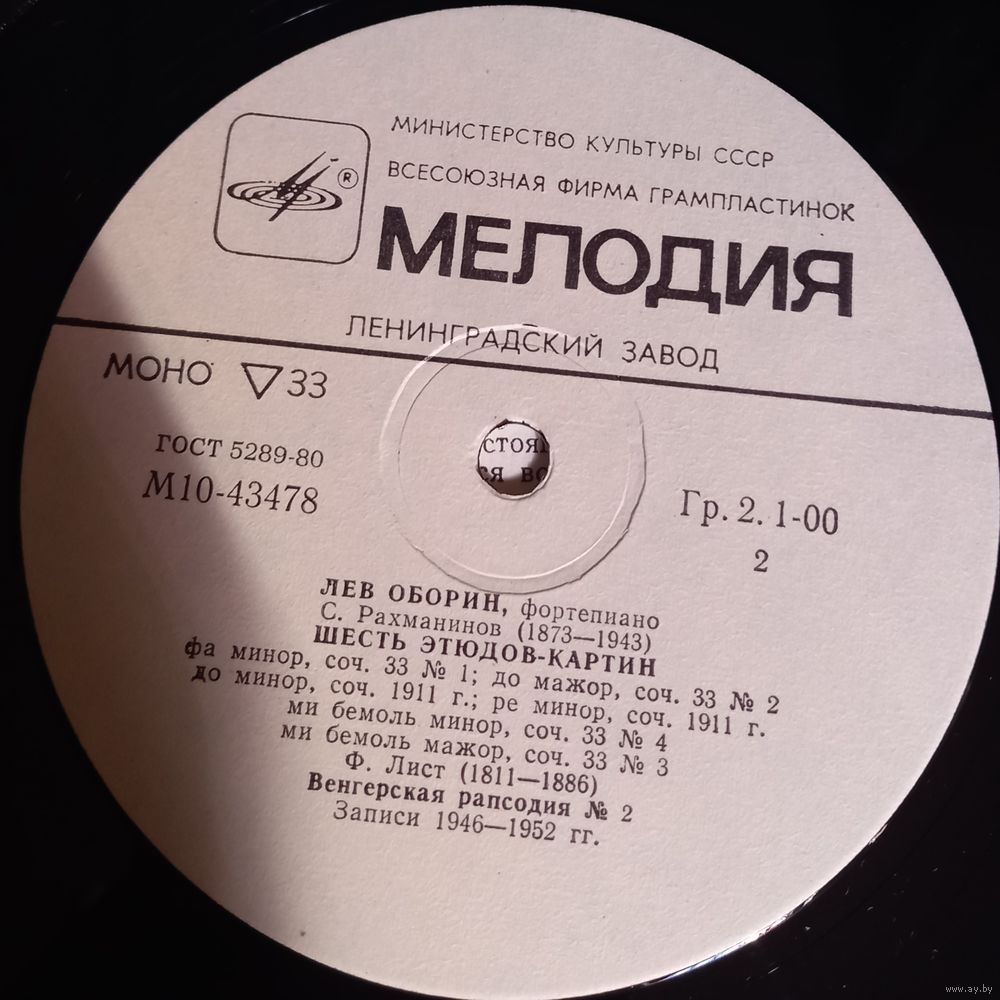 МИНИСТЕРСТВО КУЛЬТУРЫ СССР
ВСЕСОЮЗНАЯ ФИРМА ГРАМПЛАСТИНОК
®
МЕЛОДИЯ
ЛЕНИНГРАДСКИЙ ЗАВОД
МОНО ▽ 33
ГОСТ 5289-80
М10-43478
Гр. 2. 1-00
2
ЛЕВ ОБОРИН, фортепиано
С. Рахманинов (1873—1943)
ШЕСТЬ ЭТЮДОВ-КАРТИН
фа минор, соч. 33 № 1; до мажор, соч. 33 № 2
до минор, соч. 1911 г.; ре минор, соч. 1911 г.
ми бемоль минор, соч. 33 № 4
ми бемоль мажор, соч. 33 № 3
Ф. Лист (1811—1886)
Венгерская рапсодия № 2
Записи 1946—1952 гг.
www.ay.by